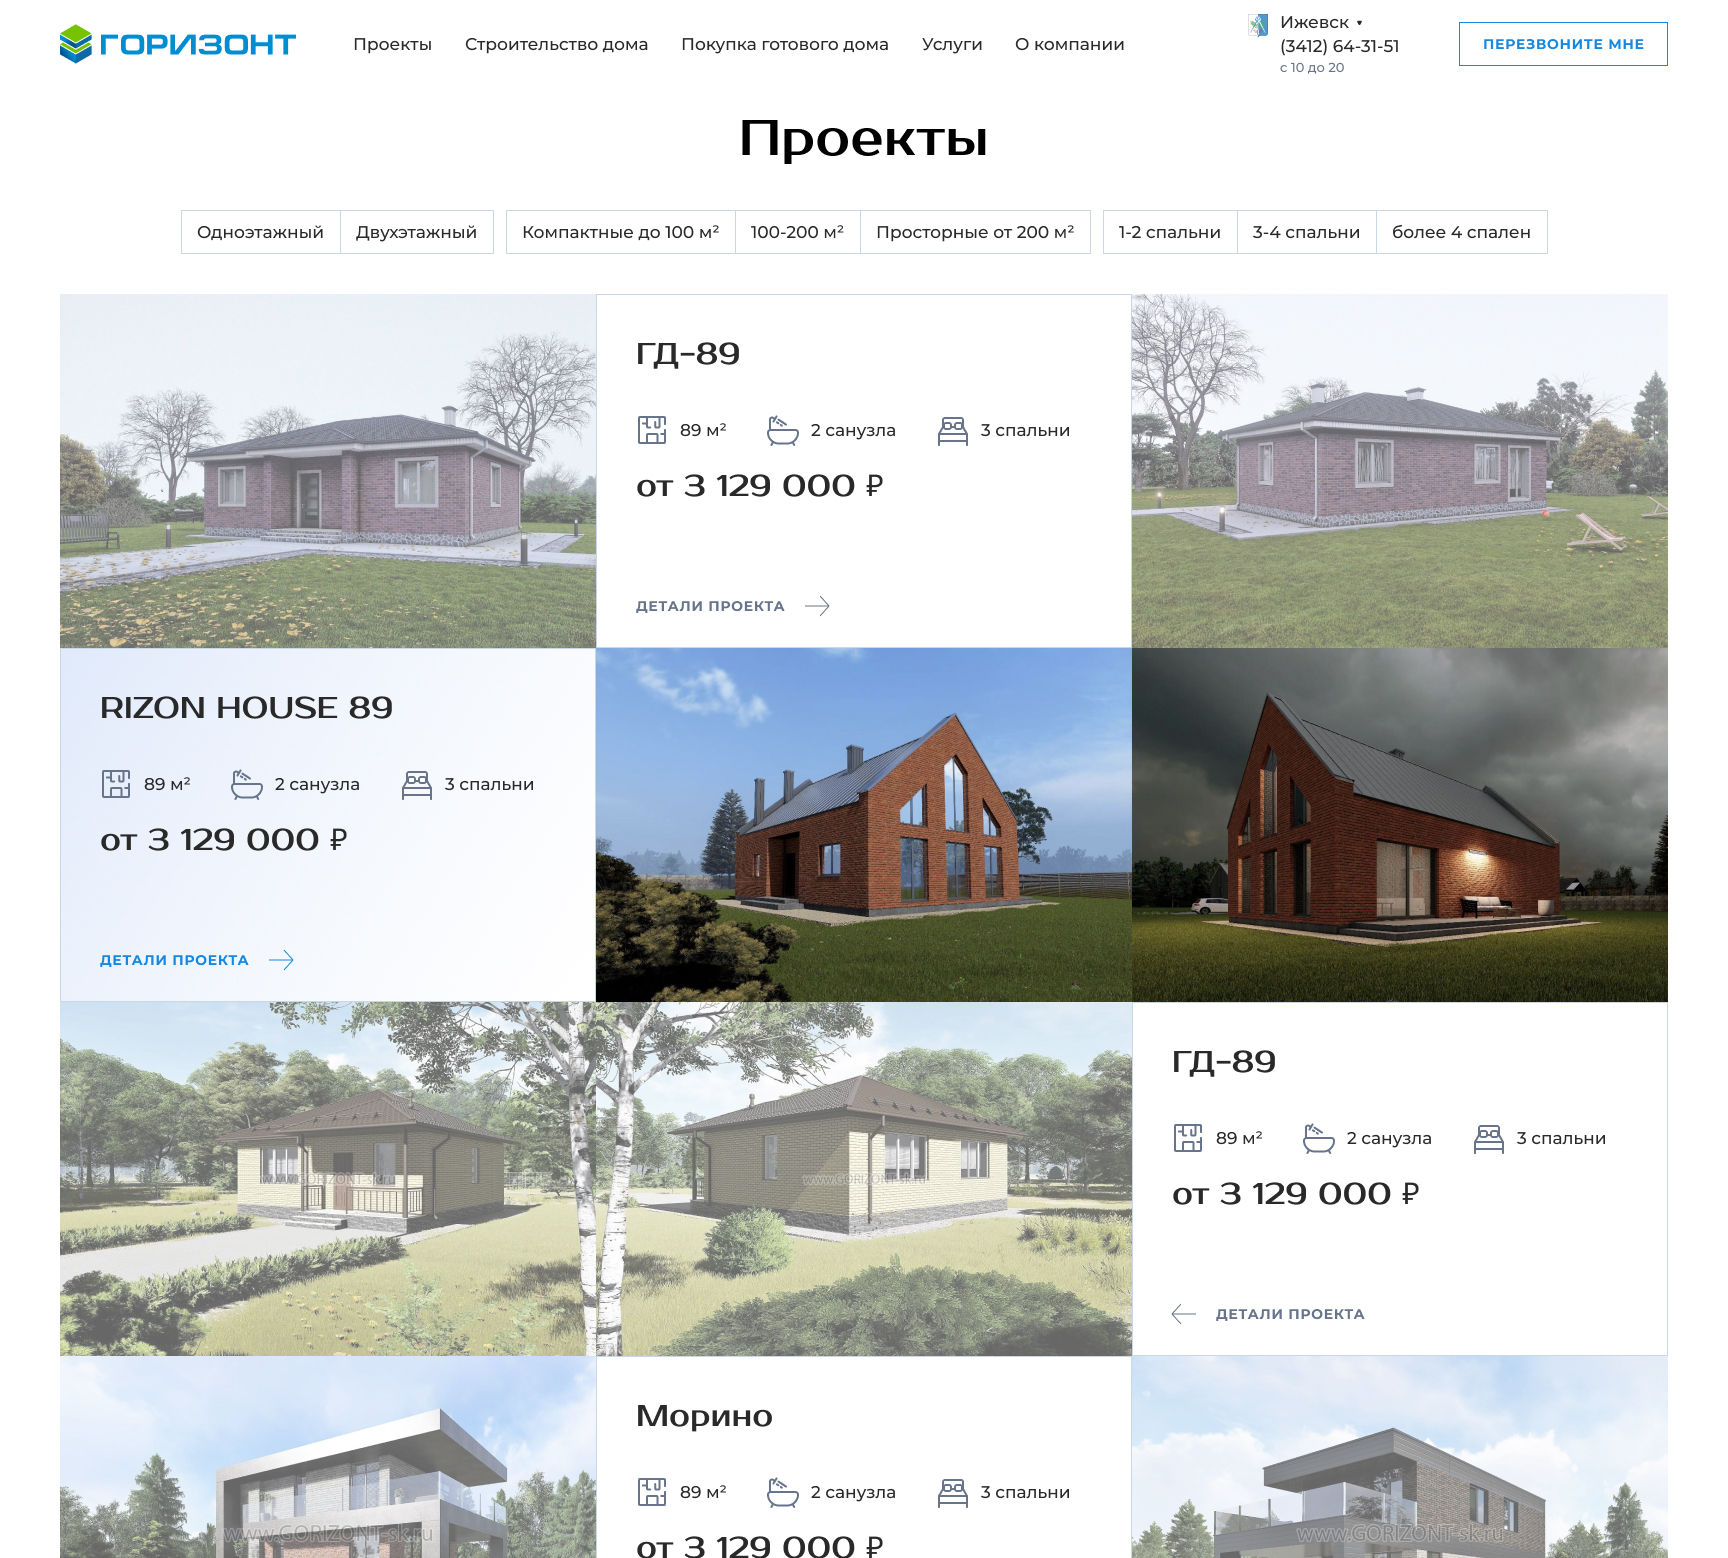 ГОРИЗОНТ
Проекты
Строительство дома
Покупка готового дома
Услуги
О компании
Ижевск
(3412) 64-31-51
с 10 до 20
ПЕРЕЗВОНИТЕ МНЕ
Проекты
Одноэтажный
Двухэтажный
Компактные до 100 м²
100-200 м²
Просторные от 200 м²
1-2 спальни
3-4 спальни
более 4 спален
ГД-89
89 м²
2 санузла
3 спальни
от 3 129 000 ₽
ДЕТАЛИ ПРОЕКТА
RIZON HOUSE 89
89 м²
2 санузла
3 спальни
от 3 129 000 ₽
ДЕТАЛИ ПРОЕКТА
www.GORIZONT-sk.ru
www.GORIZONT-sk.ru
ГД-89
89 м²
2 санузла
3 спальни
от 3 129 000 ₽
ДЕТАЛИ ПРОЕКТА
Морино
89 м²
2 санузла
3 спальни
от 3 129 000 ₽
www.GORIZONT-sk.ru
www.GORIZONT-sk.ru